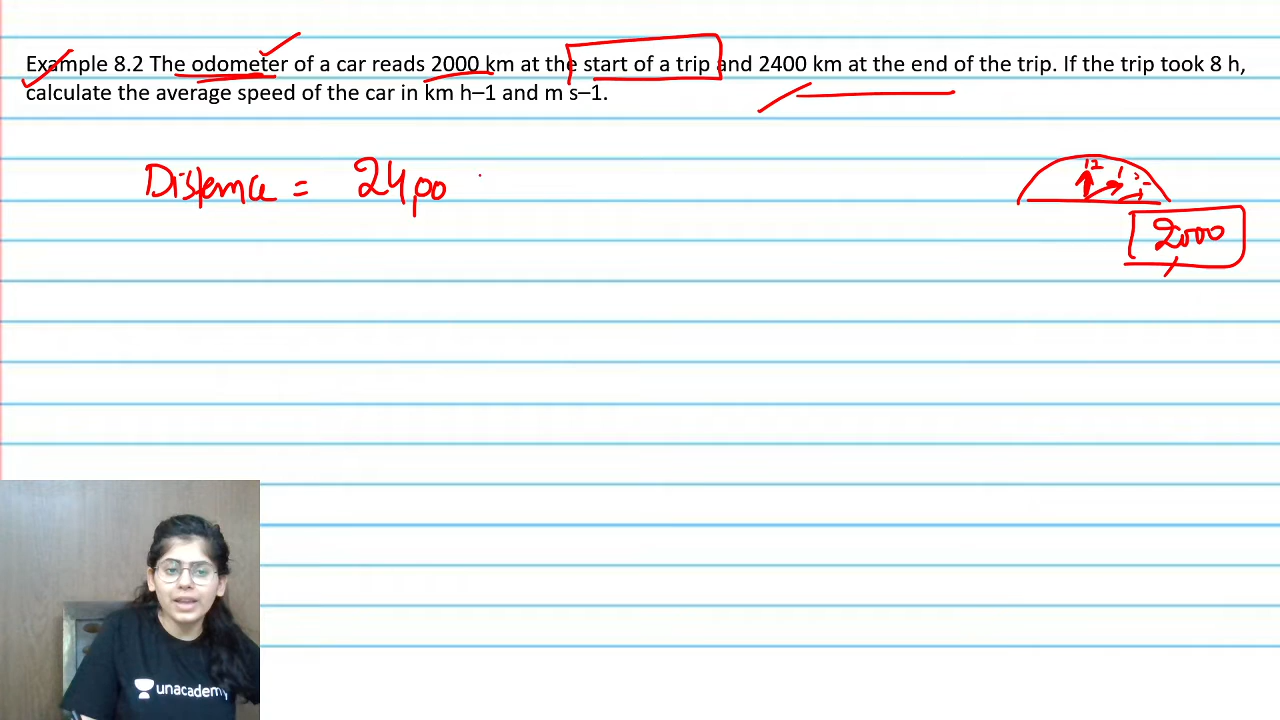 Example 8.2 The odometer of a car reads 2000 km at the start of a trip and 2400 km at the end of the trip. If the trip took 8 h,
calculate the average speed of the car in km h–1 and m s–1.
Distance = 2400
12 1
2000
unacademy